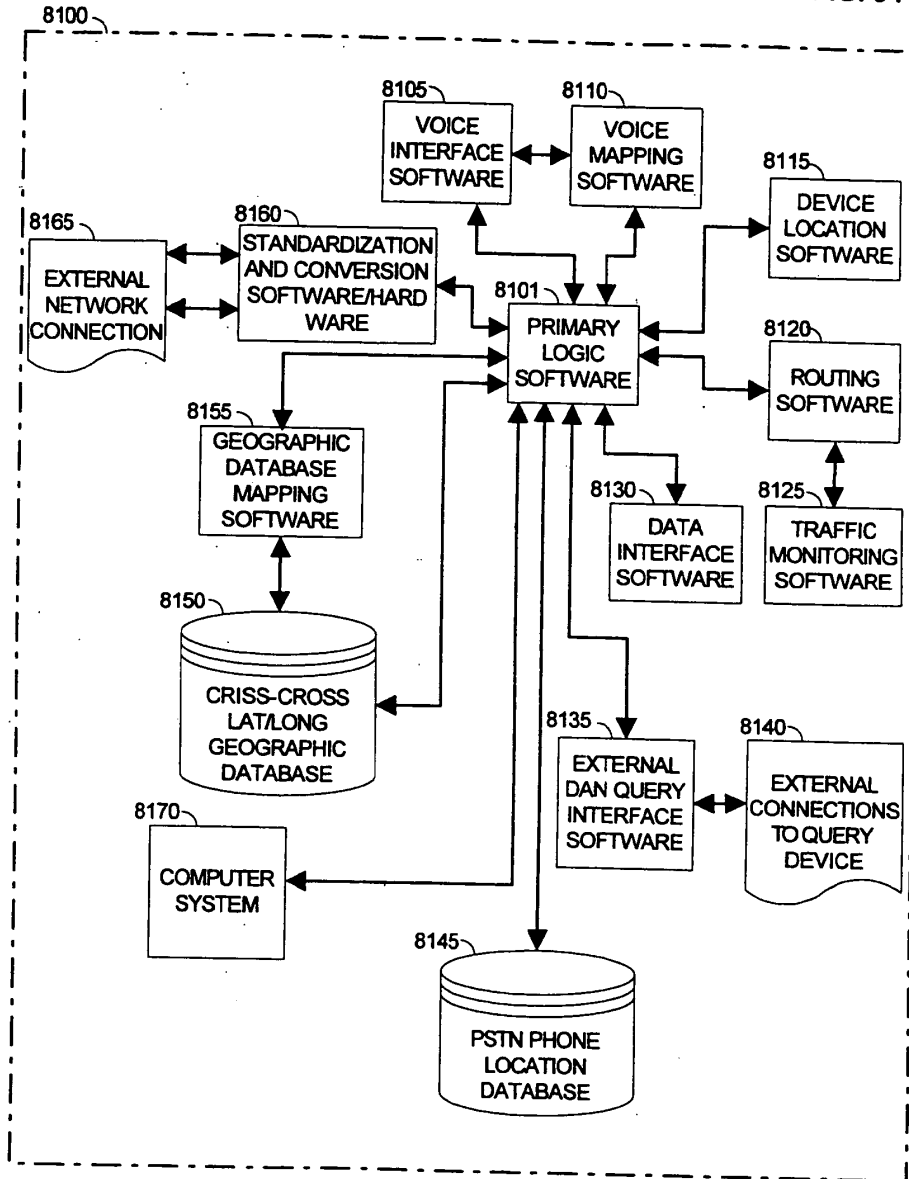 8100
8105
VOICE
INTERFACE
SOFTWARE
8110
VOICE
MAPPING
SOFTWARE
8115
DEVICE
LOCATION
SOFTWARE
8165
EXTERNAL
NETWORK
CONNECTION
8160
STANDARDIZATION
AND CONVERSION
SOFTWARE/HARD
WARE
8101
PRIMARY
LOGIC
SOFTWARE
8120
ROUTING
SOFTWARE
8155
GEOGRAPHIC
DATABASE
MAPPING
SOFTWARE
8130
DATA
INTERFACE
SOFTWARE
8125
TRAFFIC
MONITORING
SOFTWARE
8150
CRISS-CROSS
LAT/LONG
GEOGRAPHIC
DATABASE
8135
EXTERNAL
DAN QUERY
INTERFACE
SOFTWARE
8140
EXTERNAL
CONNECTIONS
TO QUERY
DEVICE
8170
COMPUTER
SYSTEM
8145
PSTN PHONE
LOCATION
DATABASE